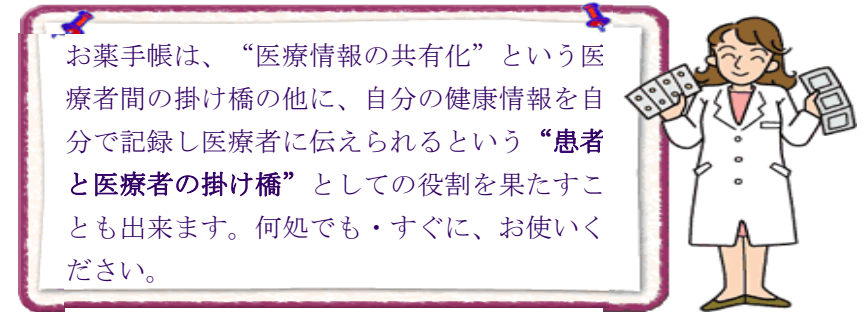 お薬手帳は、“医療情報の共有化”という医
療者間の掛け橋の他に、自分の健康情報を自
分で記録し医療者に伝えられるという“患者
と医療者の掛け橋”としての役割を果たすこ
とも出来ます。何処でも・すぐに、お使いく
ださい。